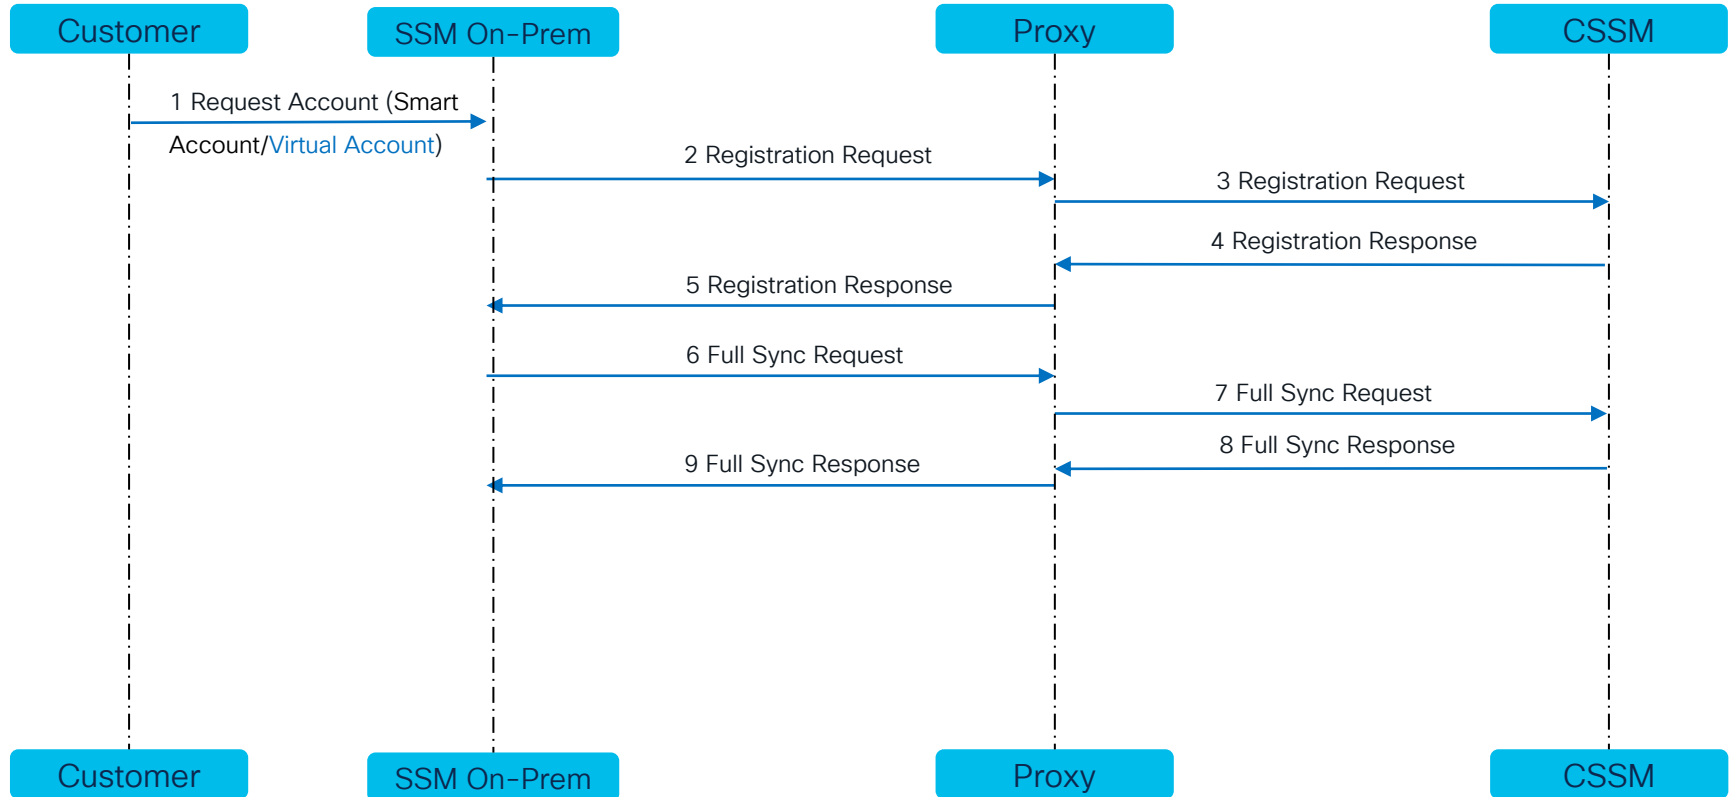 Customer
SSM On-Prem
Proxy
CSSM
1 Request Account (Smart
Account/Virtual Account)
2 Registration Request
3 Registration Request
4 Registration Response
5 Registration Response
6 Full Sync Request
7 Full Sync Request
8 Full Sync Response
9 Full Sync Response
Customer
SSM On-Prem
Proxy
CSSM